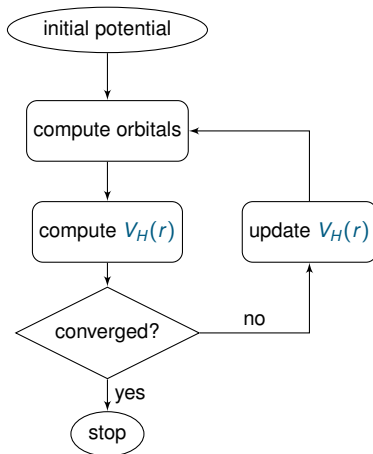 initial potential
compute orbitals
compute V_H(r)
update V_H(r)
converged?
no
yes
stop